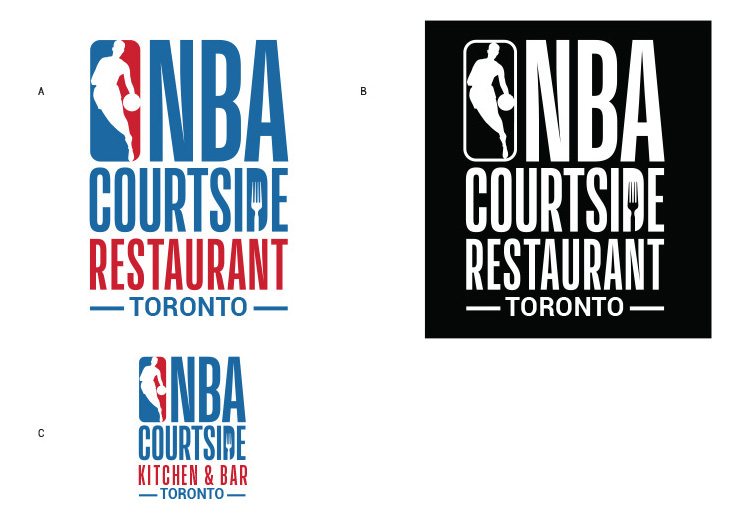 A
NBA
COURTSIDE
RESTAURANT
TORONTO
B
NBA
COURTSIDE
RESTAURANT
TORONTO
C
NBA
COURTSIDE
KITCHEN & BAR
TORONTO